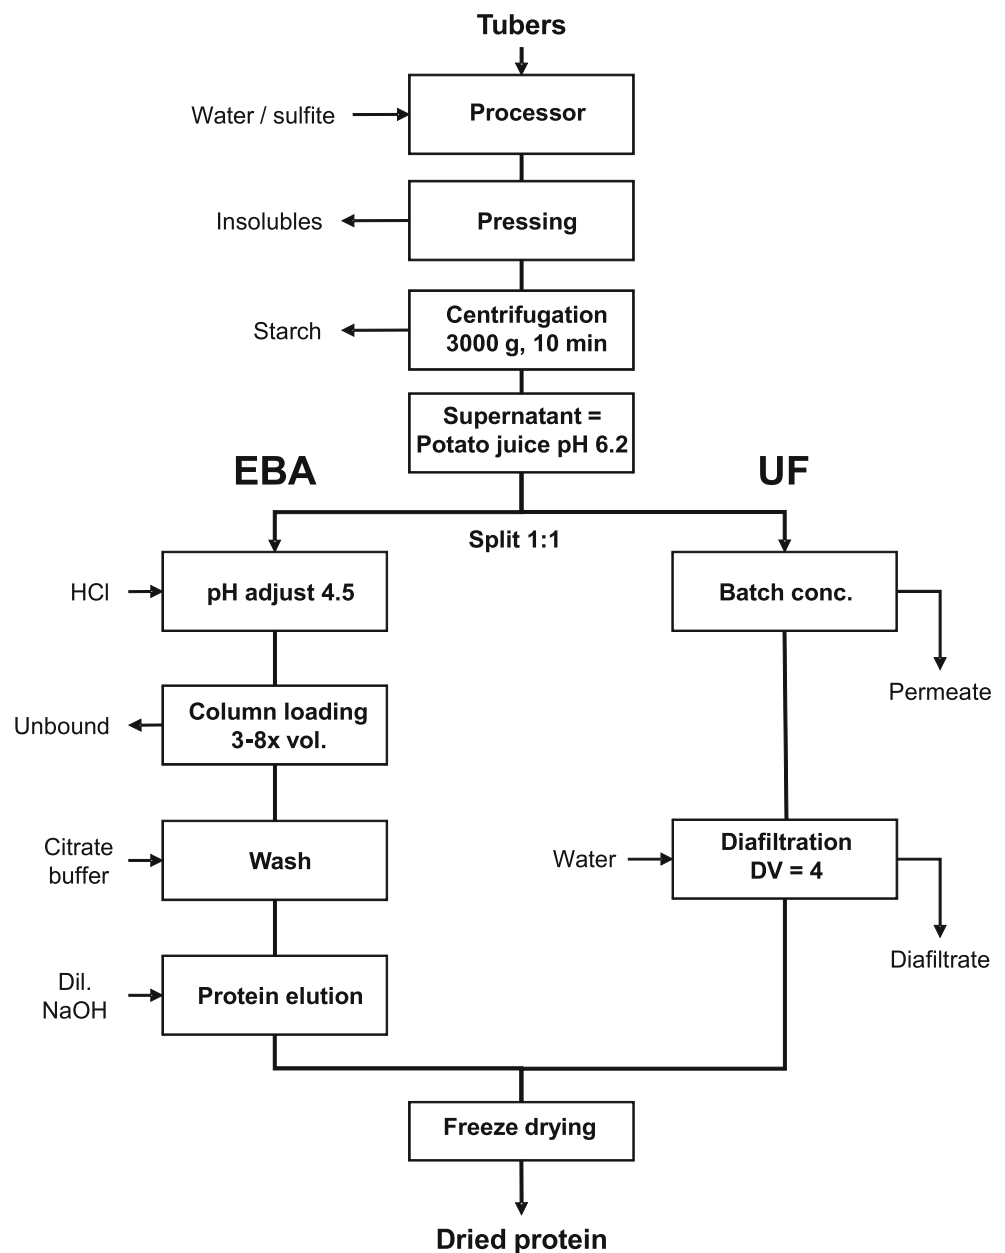 Tubers
Water / sulfite
Processor
Insolubles
Pressing
Starch
Centrifugation
3000 g, 10 min
Supernatant =
Potato juice pH 6.2
EBA
UF
Split 1:1
HCl
pH adjust 4.5
Batch conc.
Permeate
Unbound
Column loading
3-8x vol.
Citrate
buffer
Wash
Water
Diafiltration
DV = 4
Diafiltrate
Dil.
NaOH
Protein elution
Freeze drying
Dried protein